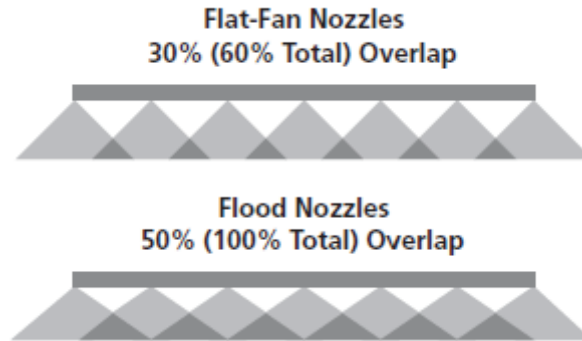 Flat-Fan Nozzles
30% (60% Total) Overlap
Flood Nozzles
50% (100% Total) Overlap